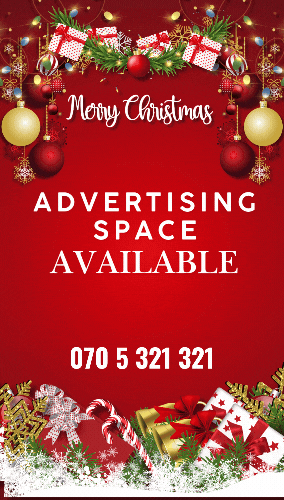 Merry Christmas
ADVERTISING
SPACE
AVAILABLE
070 5 321 321